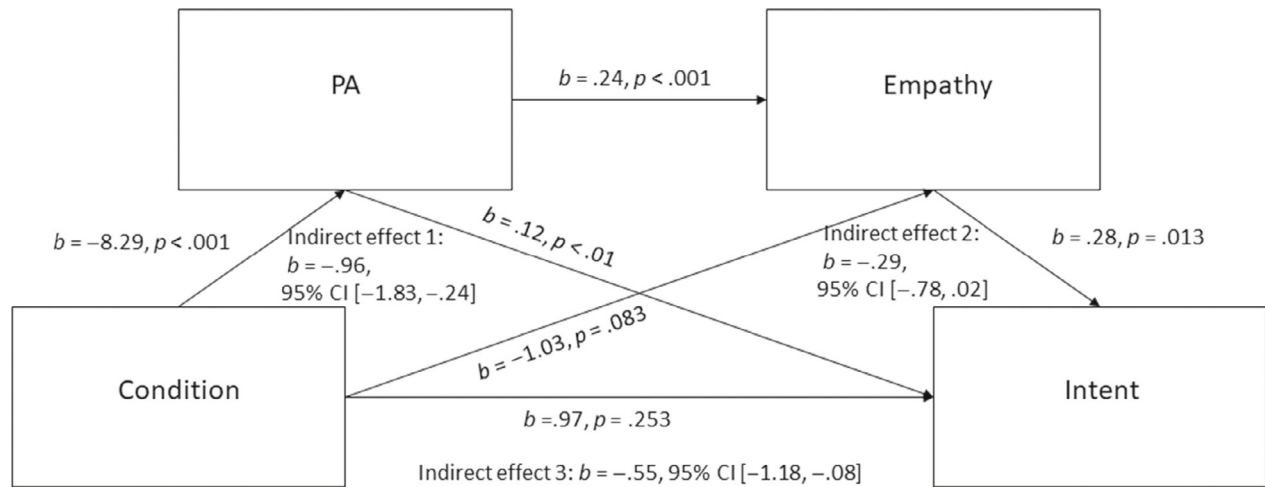 PA
Empathy
b = .24, p < .001
b = −8.29, p < .001
Indirect effect 1:
b = −.96,
95% CI [−1.83, −.24]
b = .12, p < .01
Indirect effect 2:
b = −.29,
95% CI [−.78, .02]
b = .28, p = .013
b = −1.03, p = .083
Condition
Intent
b =.97, p = .253
Indirect effect 3: b = −.55, 95% CI [−1.18, −.08]